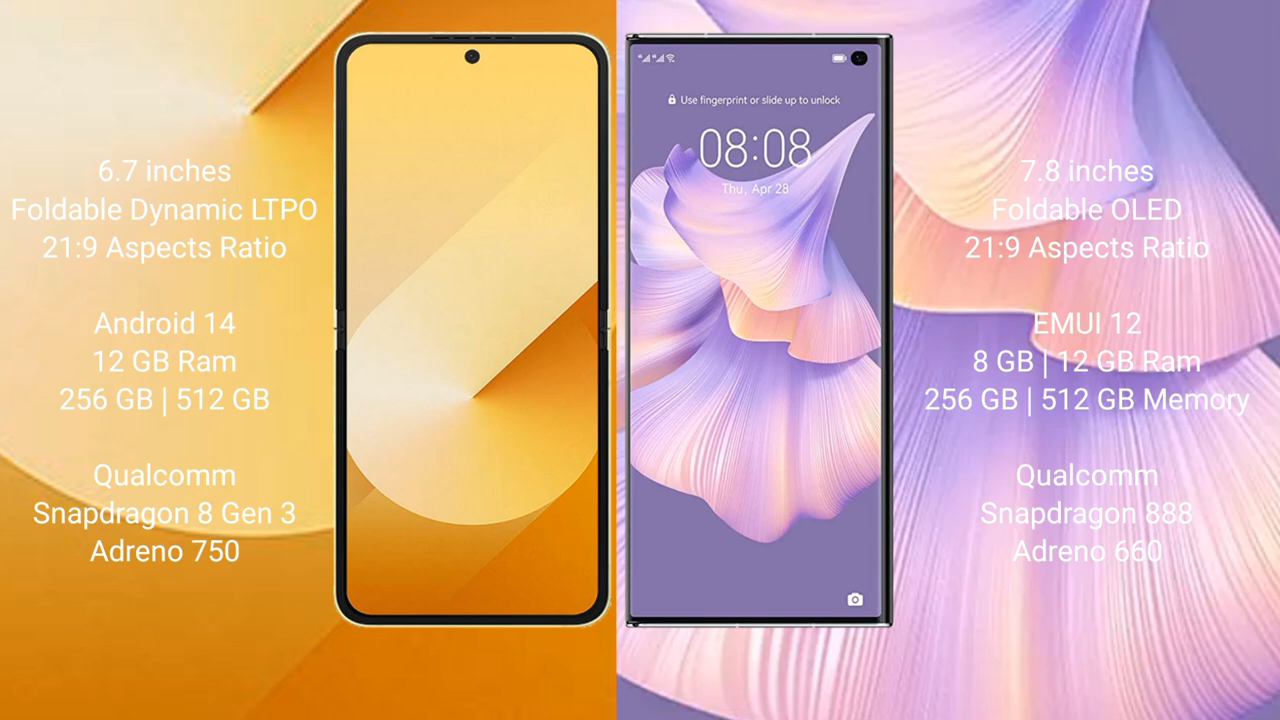 6.7 inches
Foldable Dynamic LTPO
21:9 Aspects Ratio
Android 14
12 GB Ram
256 GB | 512 GB
Qualcomm
Snapdragon 8 Gen 3
Adreno 750
Use fingerprint or slide up to unlock
08:08
Thu, Apr 28
7.8 inches
Foldable OLED
21:9 Aspects Ratio
EMUI 12
8 GB | 12 GB Ram
256 GB | 512 GB Memory
Qualcomm
Snapdragon 888
Adreno 660